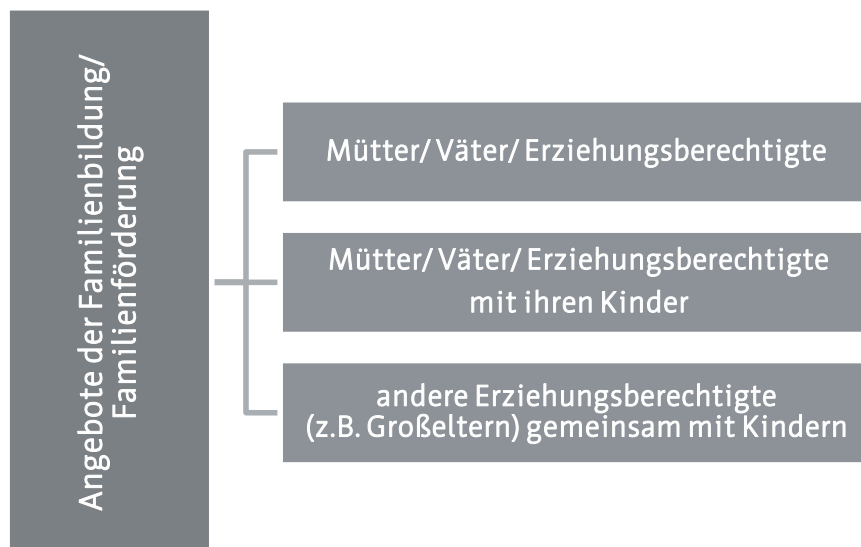 Angebote der Familienbildung/
Familienförderung
Mütter/ Väter/ Erziehungsberechtigte
Mütter/ Väter/ Erziehungsberechtigte
mit ihren Kinder
andere Erziehungsberechtigte
(z.B. Großeltern) gemeinsam mit Kindern